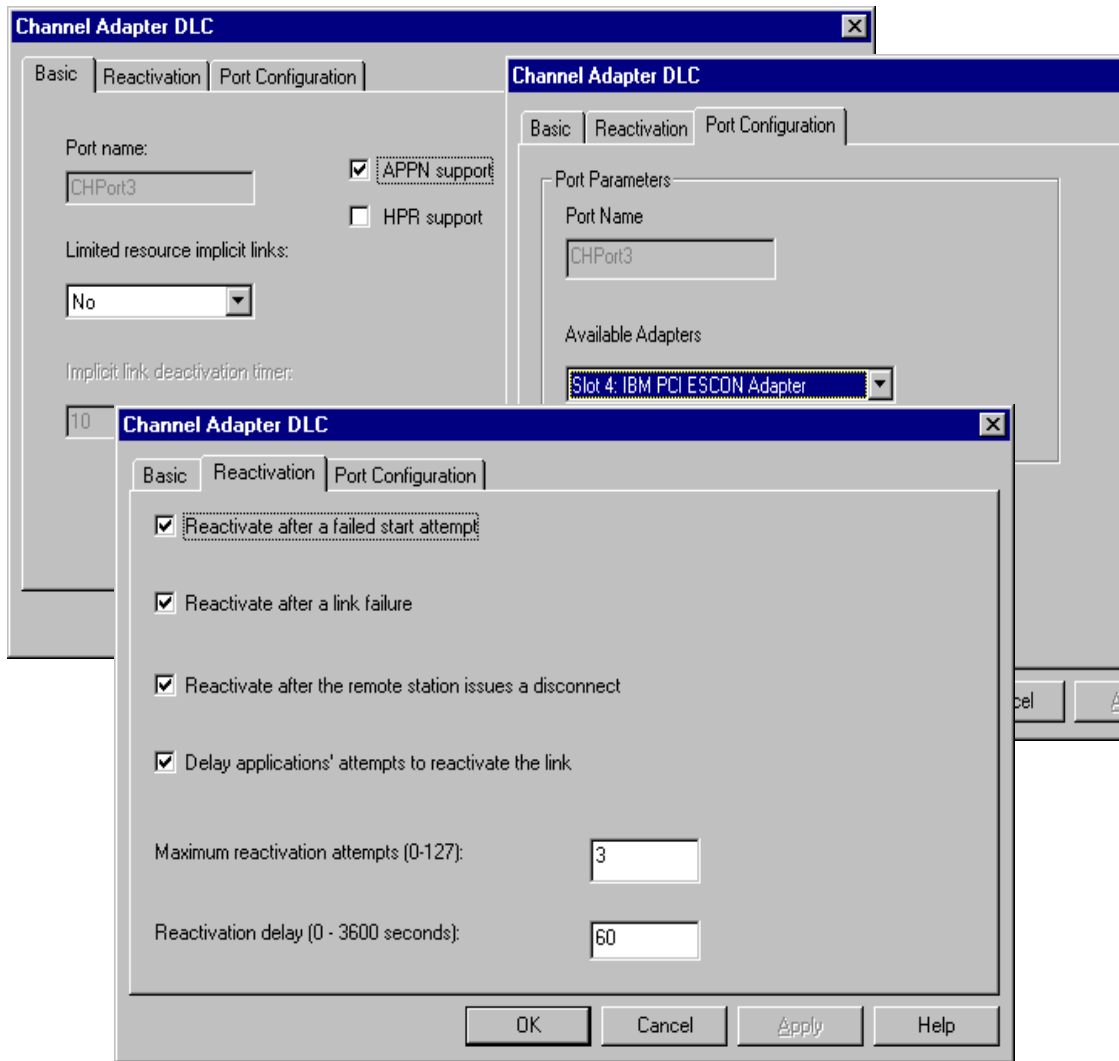 Channel Adapter DLC
Basic Reactivation Port Configuration
Port name:
CHPort3
APPN support
HPR support
Limited resource implicit links:
No
Implicit link deactivation timer:
10
Channel Adapter DLC
Basic Reactivation Port Configuration
Port Parameters
Port Name
CHPort3
Available Adapters
Slot 4: IBM PCI ESCON Adapter
cel
Channel Adapter DLC
Basic Reactivation Port Configuration
Reactivate after a failed start attempt
Reactivate after a link failure
Reactivate after the remote station issues a disconnect
Delay applications' attempts to reactivate the link
Maximum reactivation attempts (0-127):
3
Reactivation delay (0 - 3600 seconds):
60
OK Cancel Apply Help